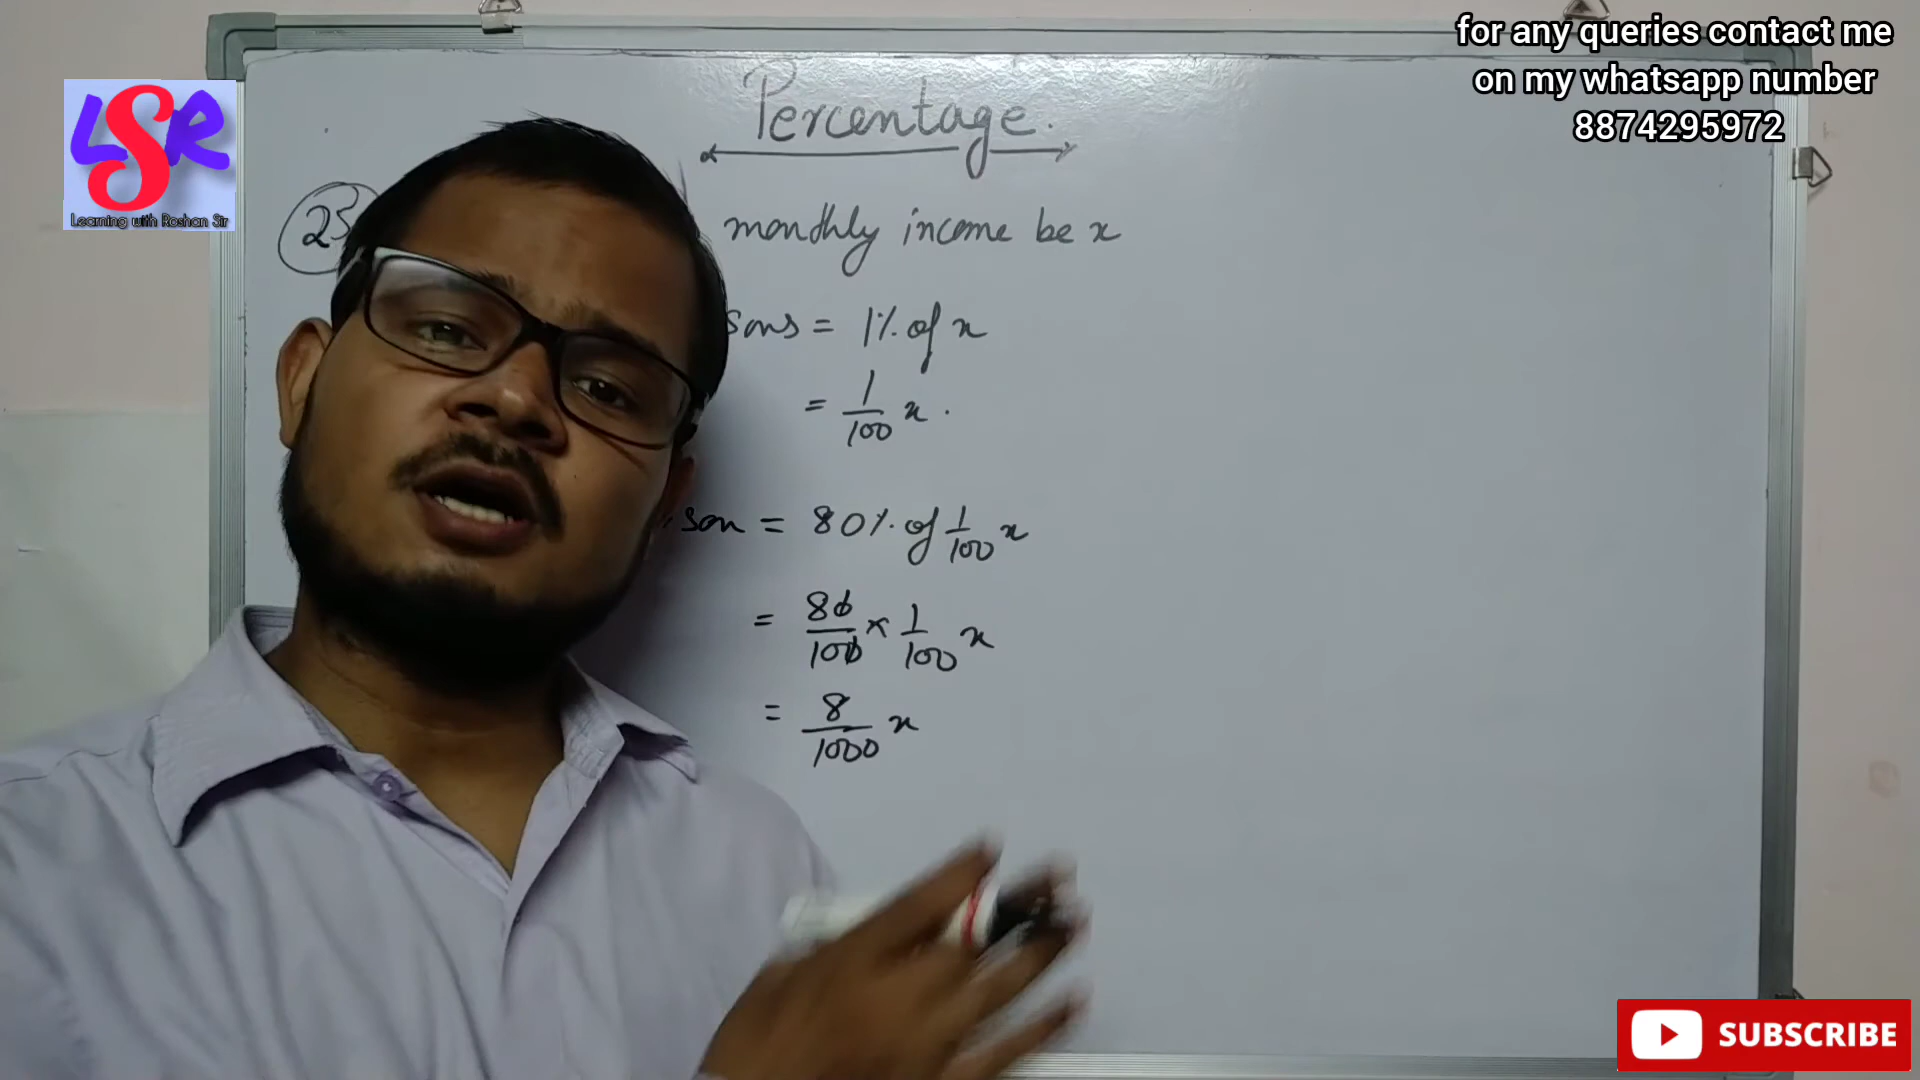 for any queries contact me
on my whatsapp number
8874295972
LSR
Learning with Roshan Sir
Percentage.
25
monthly income be x
sons = 1% of x
= 1/100 x.
son = 80% of 1/100 x
= 80/100 × 1/100 x
= 8/1000 x
SUBSCRIBE